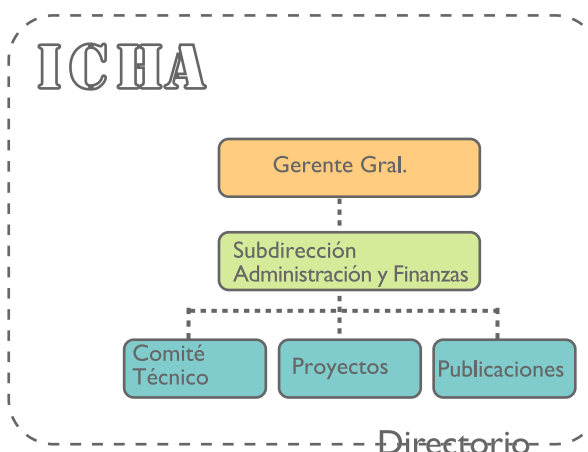 ICHA
Gerente Gral.
Subdirección
Administración y Finanzas
Comité
Técnico
Proyectos
Publicaciones
Directorio